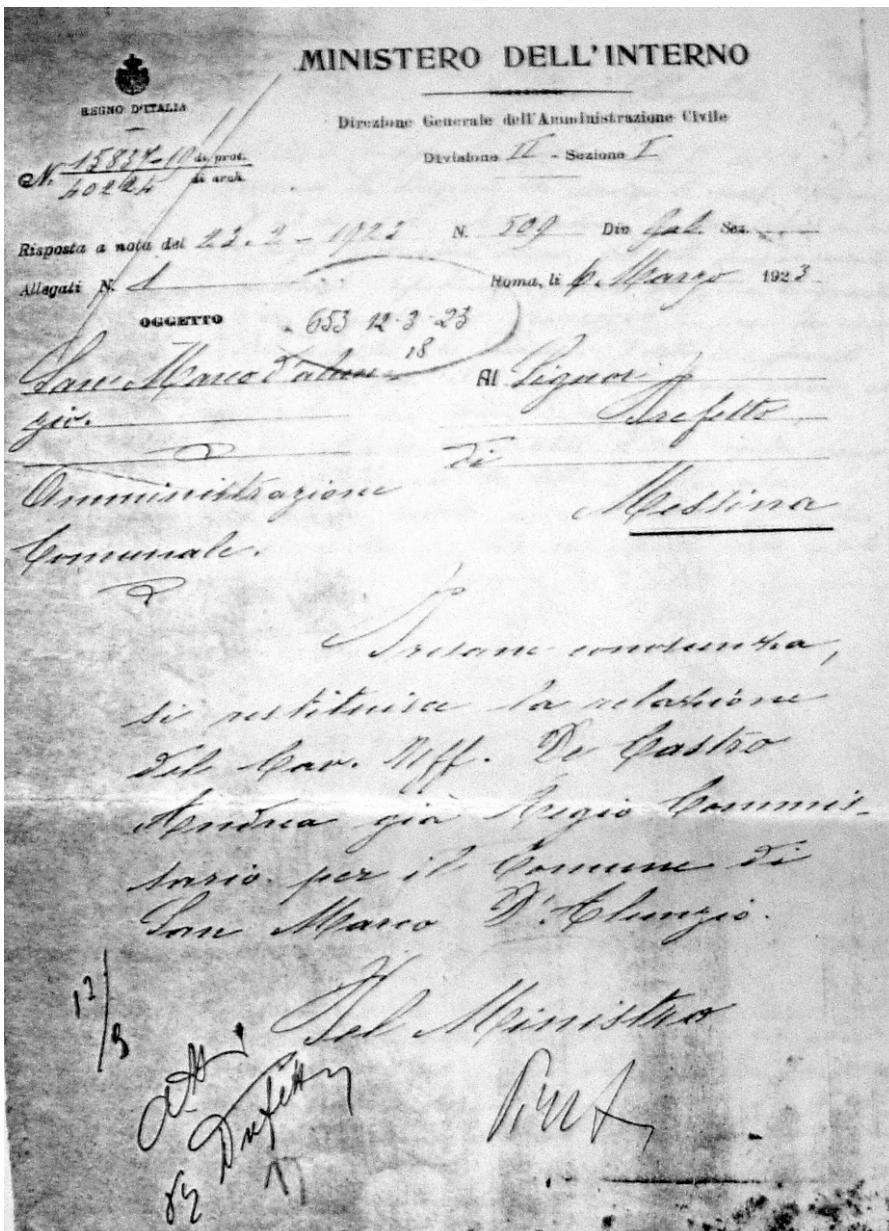 MINISTERO DELL'INTERNO
REGNO D'ITALIA
Direzione Generale dell'Amministrazione Civile
Divisione II - Sezione I
N. 15837-10 di prot.
40224 di arch.
Risposta a nota del 23.2-1923 N. 509 Div Gab. Sez.
Allegati N. 1 Roma, li 6 Marzo 1923
OGGETTO
653 12-3-23
18
San Marco d'alun-
zio.
Al Signor
Prefetto
di
Messina
Amministrazione
Comunale.
Presane conoscenza,
si restituisce la relazione
del Cav. Uff. De Castro
Andrea già Regio Commis-
sario per il Comune di
San Marco D'Alunzio.
Pel Ministro
12/3